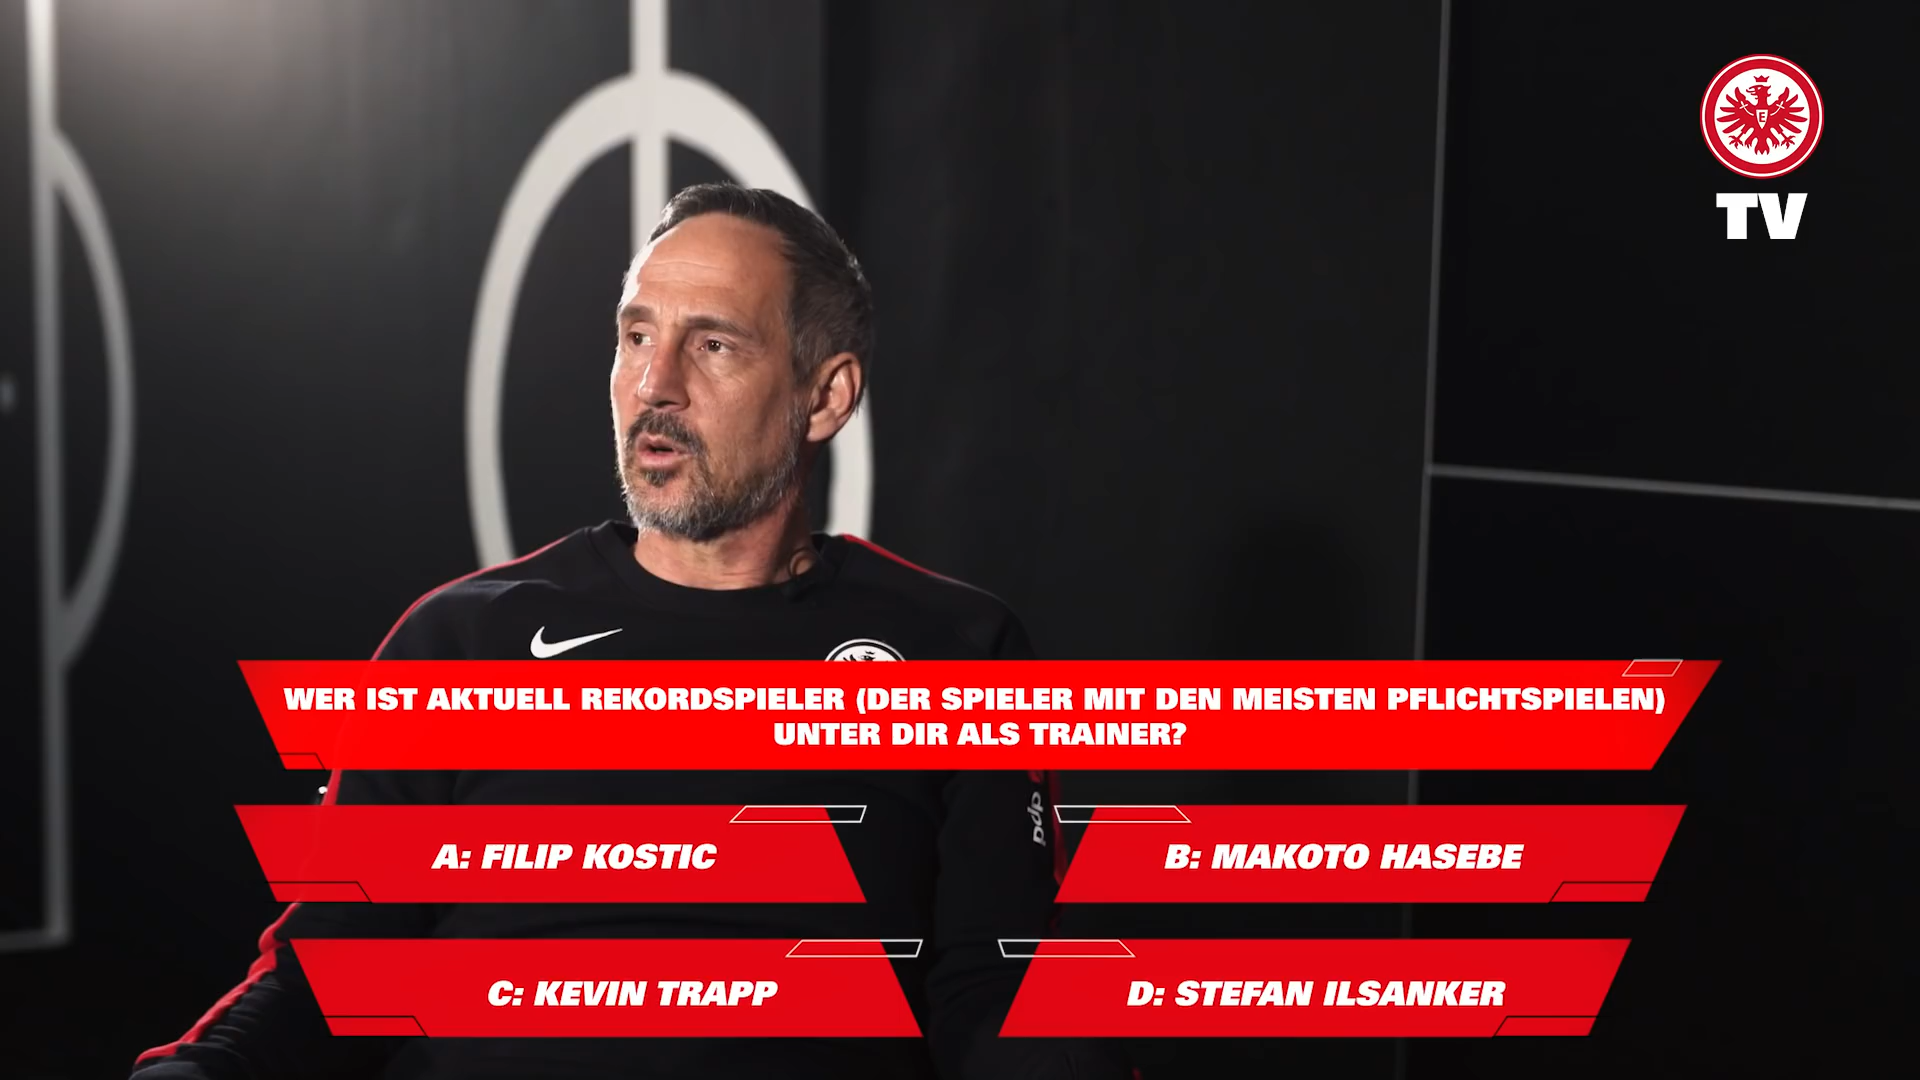 TV
WER IST AKTUELL REKORDSPIELER (DER SPIELER MIT DEN MEISTEN PFLICHTSPIELEN)
UNTER DIR ALS TRAINER?
pdp
A: FILIP KOSTIC
B: MAKOTO HASEBE
C: KEVIN TRAPP
D: STEFAN ILSANKER